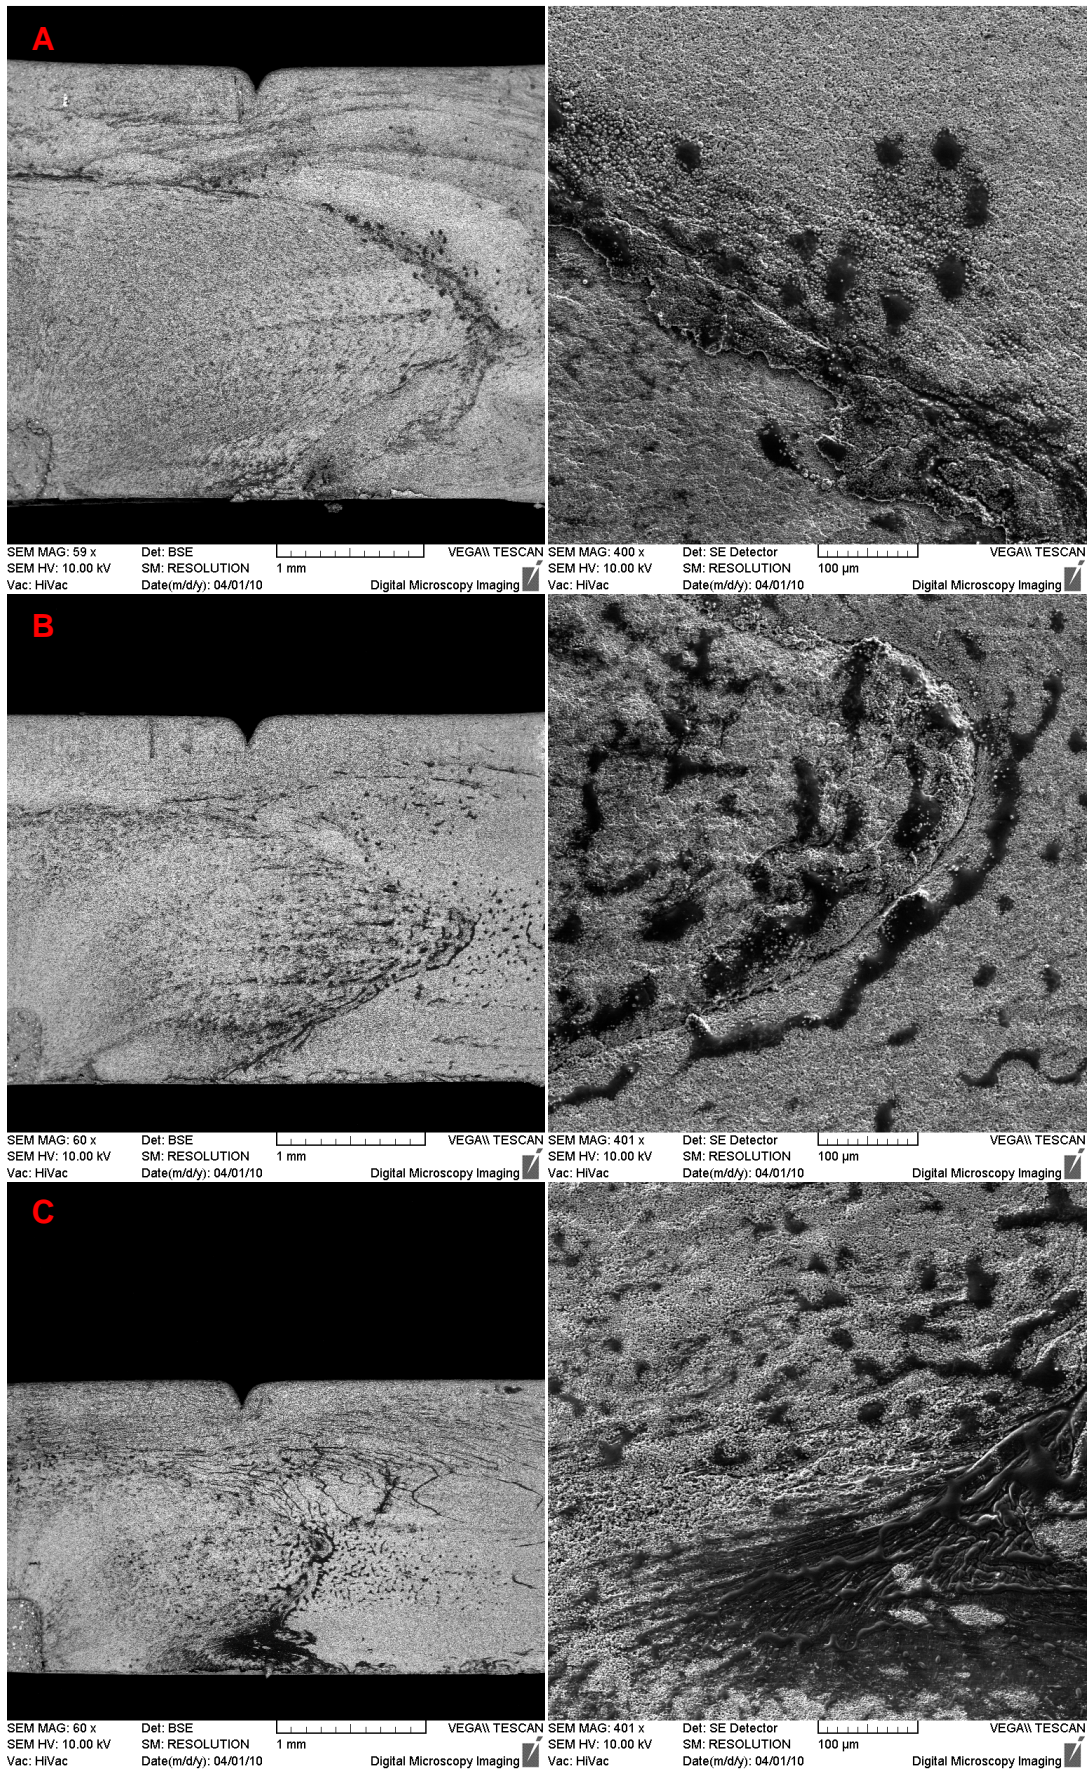 A
SEM MAG: 59 x Det: BSE 1 mm VEGA\\ TESCAN
SEM HV: 10.00 kV SM: RESOLUTION
Vac: HiVac Date(m/d/y): 04/01/10 Digital Microscopy Imaging
SEM MAG: 400 x Det: SE Detector 100 µm VEGA\\ TESCAN
SEM HV: 10.00 kV SM: RESOLUTION
Vac: HiVac Date(m/d/y): 04/01/10 Digital Microscopy Imaging
B
SEM MAG: 60 x Det: BSE 1 mm VEGA\\ TESCAN
SEM HV: 10.00 kV SM: RESOLUTION
Vac: HiVac Date(m/d/y): 04/01/10 Digital Microscopy Imaging
SEM MAG: 401 x Det: SE Detector 100 µm VEGA\\ TESCAN
SEM HV: 10.00 kV SM: RESOLUTION
Vac: HiVac Date(m/d/y): 04/01/10 Digital Microscopy Imaging
C
SEM MAG: 60 x Det: BSE 1 mm VEGA\\ TESCAN
SEM HV: 10.00 kV SM: RESOLUTION
Vac: HiVac Date(m/d/y): 04/01/10 Digital Microscopy Imaging
SEM MAG: 401 x Det: SE Detector 100 µm VEGA\\ TESCAN
SEM HV: 10.00 kV SM: RESOLUTION
Vac: HiVac Date(m/d/y): 04/01/10 Digital Microscopy Imaging